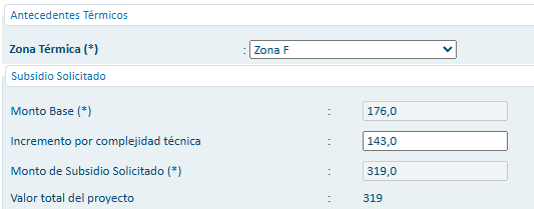 Antecedentes Térmicos
Zona Térmica (*) : Zona F
Subsidio Solicitado
Monto Base (*) : 176,0
Incremento por complejidad técnica : 143,0
Monto de Subsidio Solicitado (*) : 319,0
Valor total del proyecto : 319